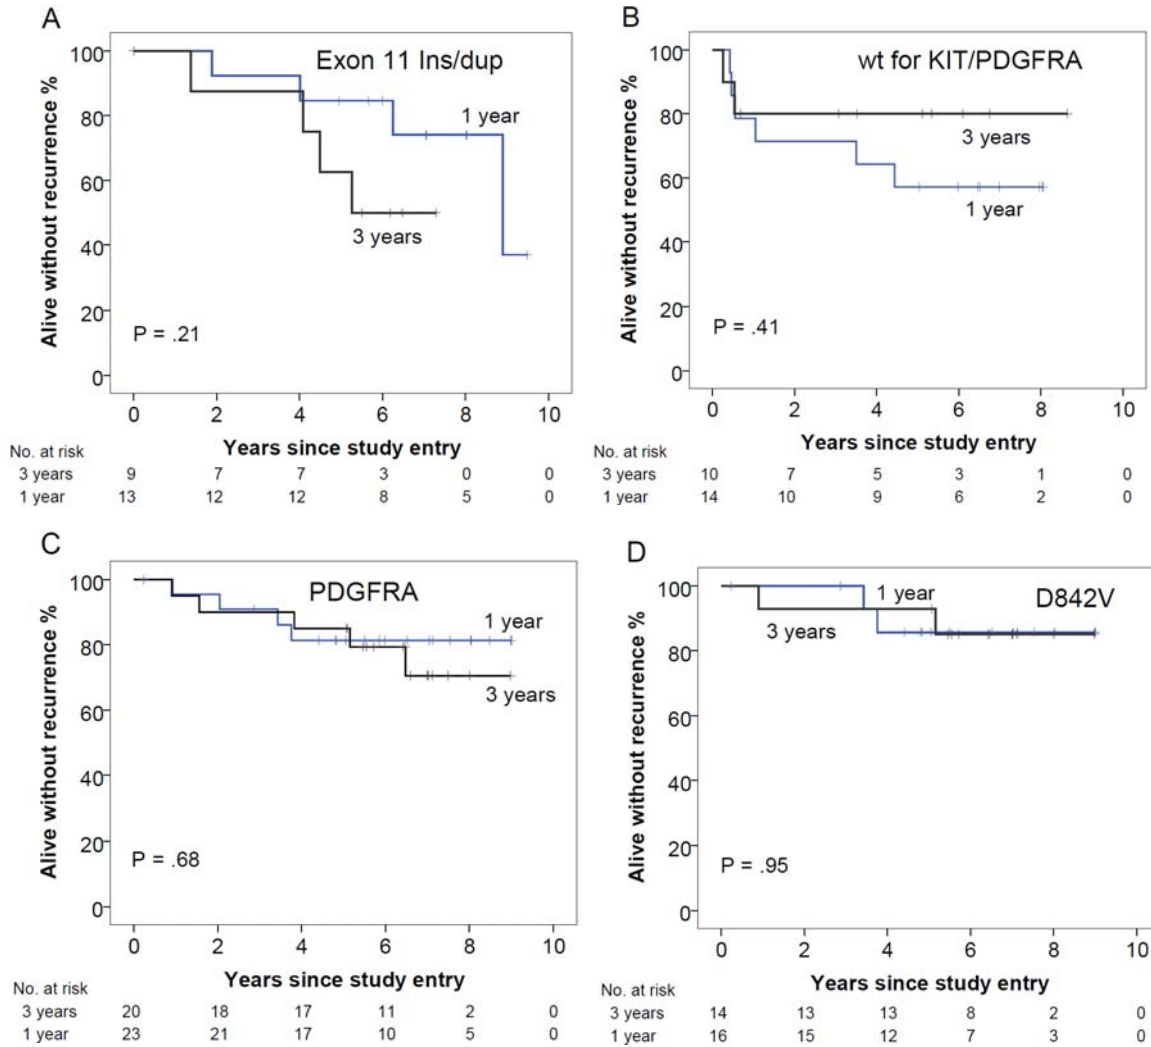 A
Exon 11 Ins/dup
Alive without recurrence %
100
80
60
40
20
0
1 year
3 years
P = .21
0 2 4 6 8 10
Years since study entry
No. at risk
3 years 9 7 7 3 0 0
1 year 13 12 12 8 5 0
B
wt for KIT/PDGFRA
Alive without recurrence %
100
80
60
40
20
0
3 years
1 year
P = .41
0 2 4 6 8 10
Years since study entry
No. at risk
3 years 10 7 5 3 1 0
1 year 14 10 9 6 2 0
C
PDGFRA
Alive without recurrence %
100
80
60
40
20
0
1 year
3 years
P = .68
0 2 4 6 8 10
Years since study entry
No. at risk
3 years 20 18 17 11 2 0
1 year 23 21 17 10 5 0
D
D842V
Alive without recurrence %
100
80
60
40
20
0
1 year
3 years
P = .95
0 2 4 6 8 10
Years since study entry
No. at risk
3 years 14 13 13 8 2 0
1 year 16 15 12 7 3 0